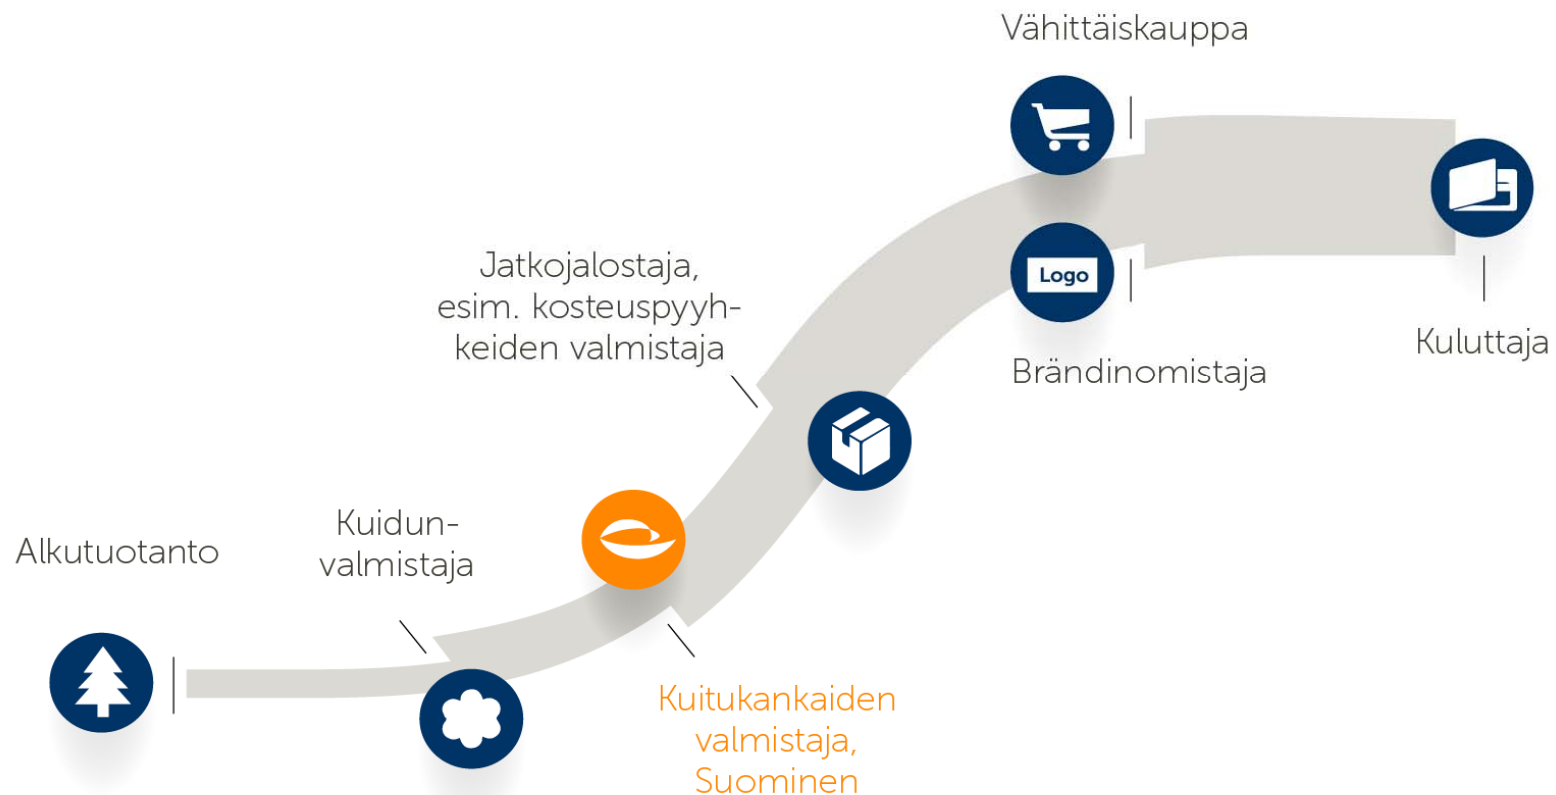 Vähittäiskauppa
Logo
Jatkojalostaja,
esim. kosteuspyyh-
keiden valmistaja
Kuluttaja
Brändinomistaja
Kuidun-
valmistaja
Alkutuotanto
Kuitukankaiden
valmistaja,
Suominen